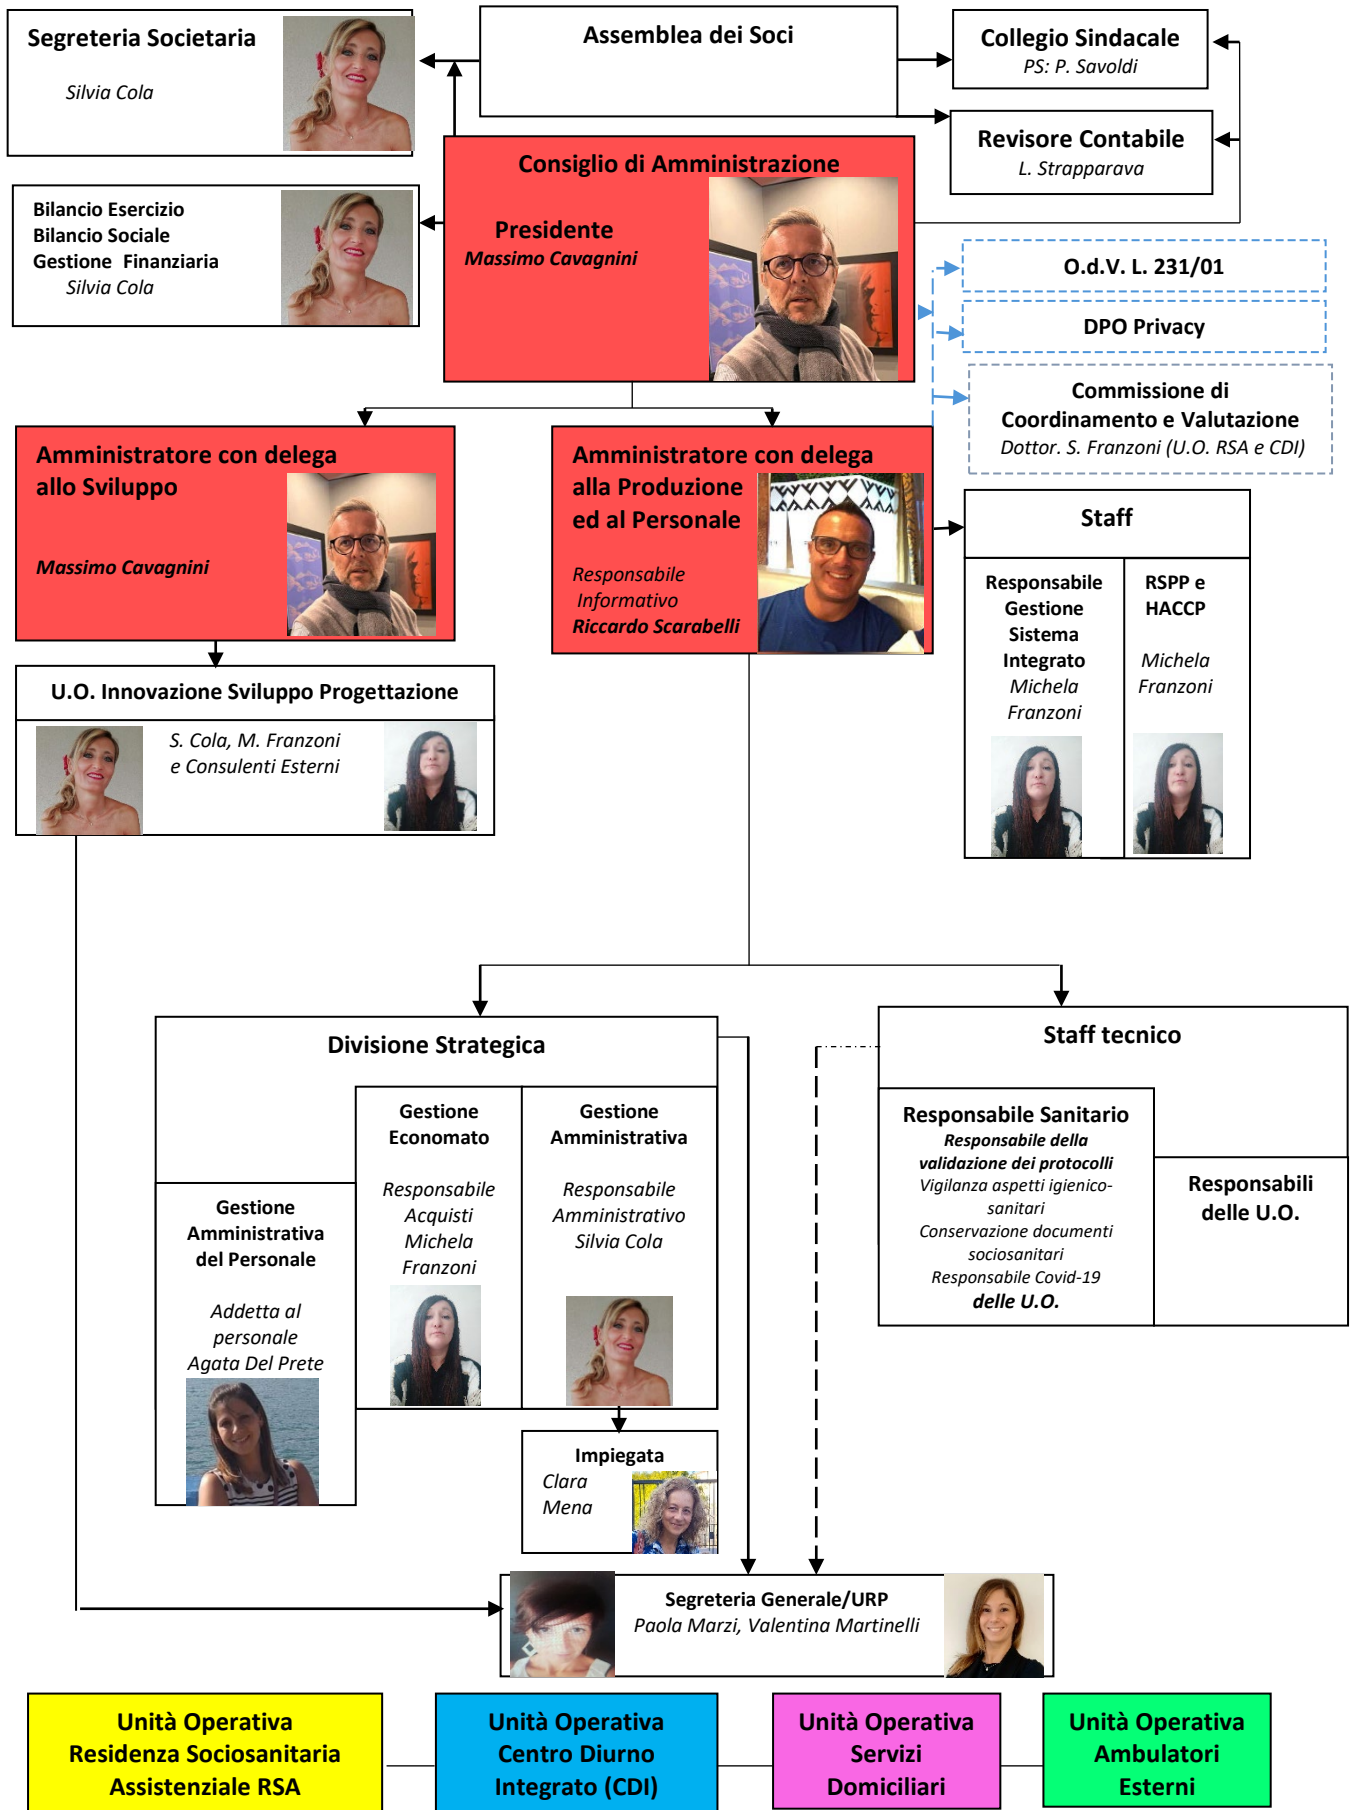 Segreteria Societaria
Silvia Cola
Assemblea dei Soci
Collegio Sindacale
PS: P. Savoldi
Revisore Contabile
L. Strapparava
Consiglio di Amministrazione
Presidente
Massimo Cavagnini
Bilancio Esercizio
Bilancio Sociale
Gestione Finanziaria
Silvia Cola
O.d.V. L. 231/01
DPO Privacy
Commissione di
Coordinamento e Valutazione
Dottor. S. Franzoni (U.O. RSA e CDI)
Amministratore con delega
allo Sviluppo
Massimo Cavagnini
Amministratore con delega
alla Produzione
ed al Personale
Responsabile
Informativo
Riccardo Scarabelli
Staff
Responsabile
Gestione
Sistema
Integrato
Michela
Franzoni
RSPP e
HACCP
Michela
Franzoni
U.O. Innovazione Sviluppo Progettazione
S. Cola, M. Franzoni
e Consulenti Esterni
Divisione Strategica
Gestione
Amministrativa
del Personale
Addetta al
personale
Agata Del Prete
Gestione
Economato
Responsabile
Acquisti
Michela
Franzoni
Gestione
Amministrativa
Responsabile
Amministrativo
Silvia Cola
Impiegata
Clara
Mena
Staff tecnico
Responsabile Sanitario
Responsabile della
validazione dei protocolli
Vigilanza aspetti igienico-
sanitari
Conservazione documenti
sociosanitari
Responsabile Covid-19
delle U.O.
Responsabili
delle U.O.
Segreteria Generale/URP
Paola Marzi, Valentina Martinelli
Unità Operativa
Residenza Sociosanitaria
Assistenziale RSA
Unità Operativa
Centro Diurno
Integrato (CDI)
Unità Operativa
Servizi
Domiciliari
Unità Operativa
Ambulatori
Esterni